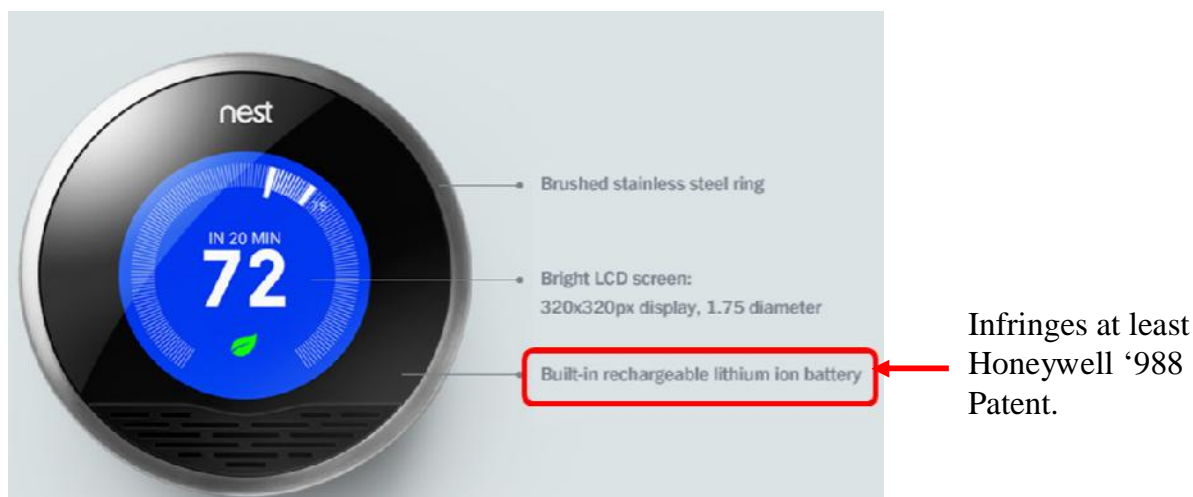 nest
IN 20 MIN
72
Brushed stainless steel ring
Bright LCD screen:
320x320px display, 1.75 diameter
Built-in rechargeable lithium ion battery
Infringes at least
Honeywell ‘988
Patent.